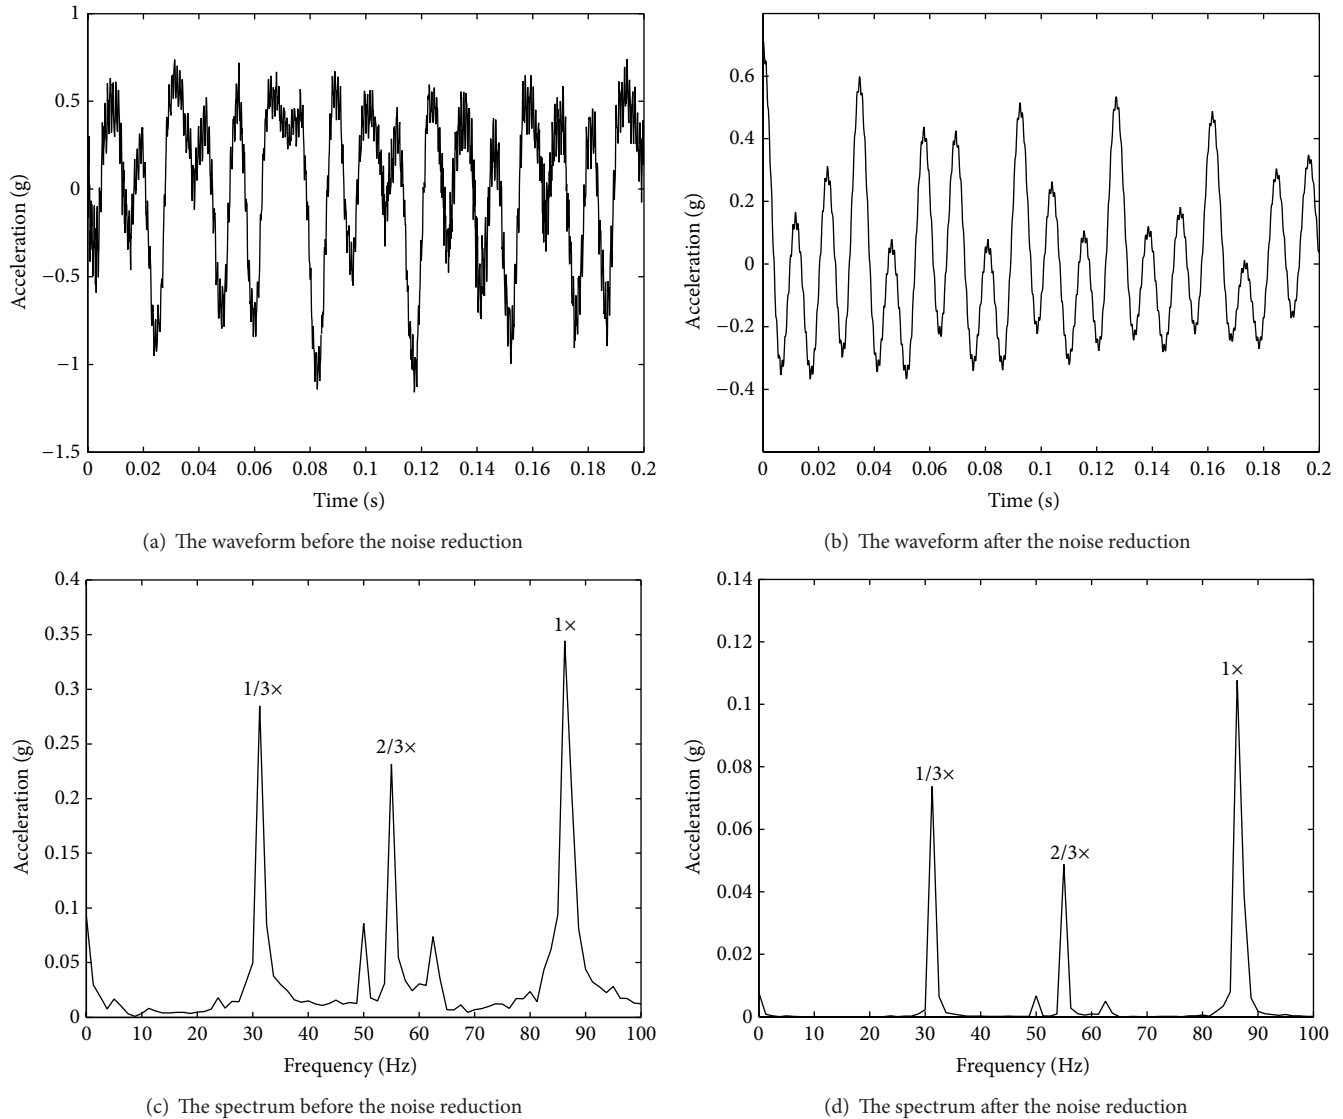 1
0.5
0
−0.5
−1
−1.5
Acceleration (g)
0 0.02 0.04 0.06 0.08 0.1 0.12 0.14 0.16 0.18 0.2
Time (s)
(a) The waveform before the noise reduction
0.8
0.6
0.4
0.2
0
−0.2
−0.4
Acceleration (g)
0 0.02 0.04 0.06 0.08 0.1 0.12 0.14 0.16 0.18 0.2
Time (s)
(b) The waveform after the noise reduction
0.4
0.35
0.3
0.25
0.2
0.15
0.1
0.05
0
Acceleration (g)
1/3×
2/3×
1×
0 10 20 30 40 50 60 70 80 90 100
Frequency (Hz)
(c) The spectrum before the noise reduction
0.14
0.12
0.1
0.08
0.06
0.04
0.02
0
Acceleration (g)
1/3×
2/3×
1×
0 10 20 30 40 50 60 70 80 90 100
Frequency (Hz)
(d) The spectrum after the noise reduction